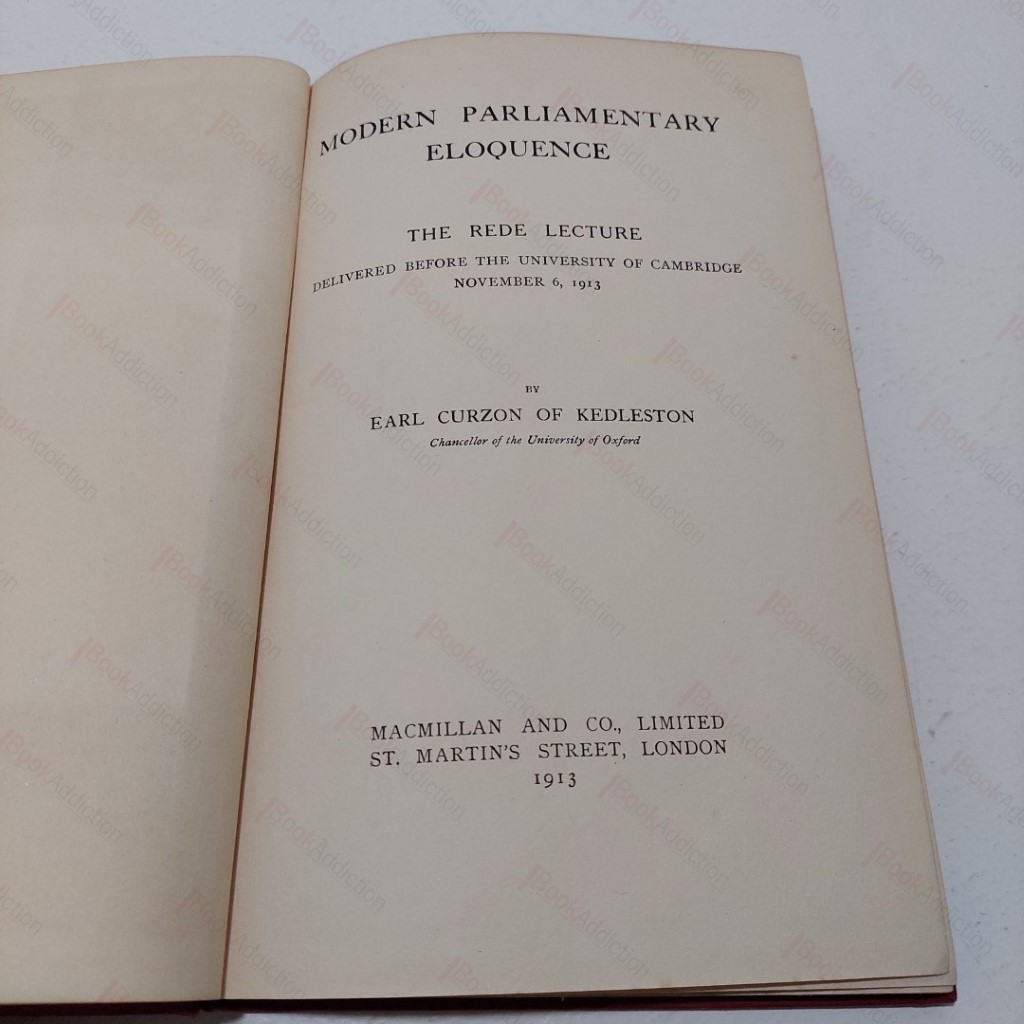 MODERN PARLIAMENTARY
ELOQUENCE
THE REDE LECTURE
DELIVERED BEFORE THE UNIVERSITY OF CAMBRIDGE
NOVEMBER 6, 1913
BY
EARL CURZON OF KEDLESTON
Chancellor of the University of Oxford
MACMILLAN AND CO., LIMITED
ST. MARTIN'S STREET, LONDON
1913
BookAddiction